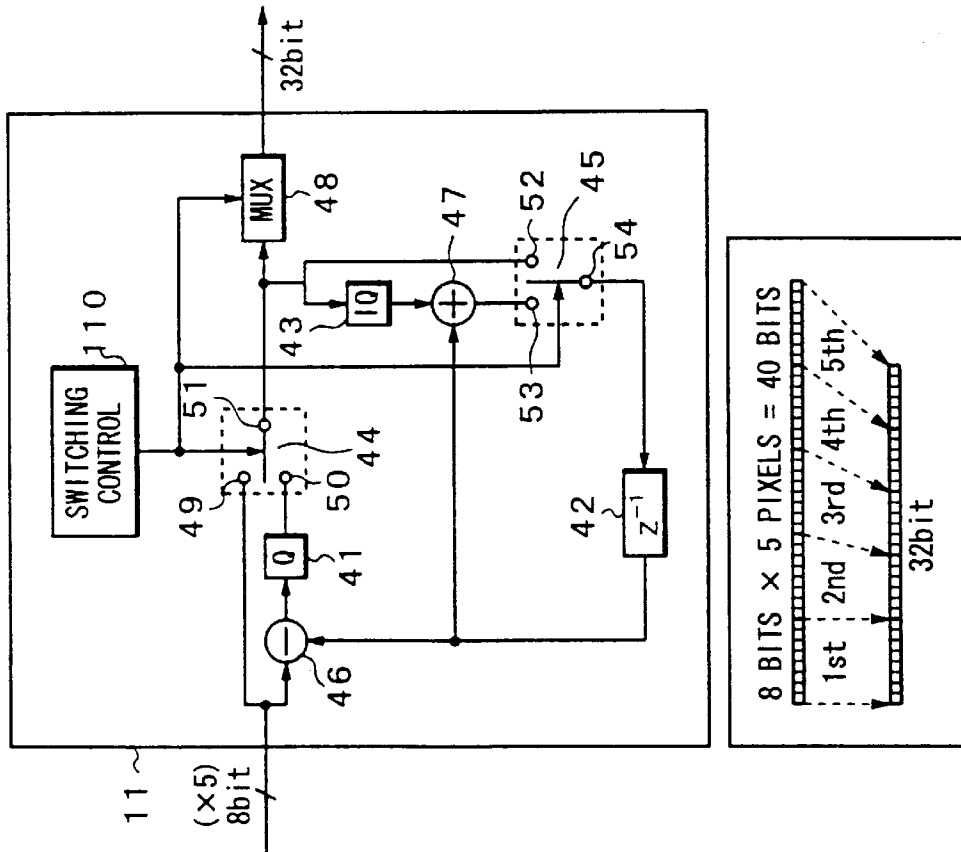 11
(×5)
8bit
SWITCHING
CONTROL
110
49
51
44
50
Q
41
−
46
MUX
48
32bit
IQ
43
+
47
52
45
53
54
z⁻¹
42
8 BITS × 5 PIXELS = 40 BITS
1st 2nd 3rd 4th 5th
32bit